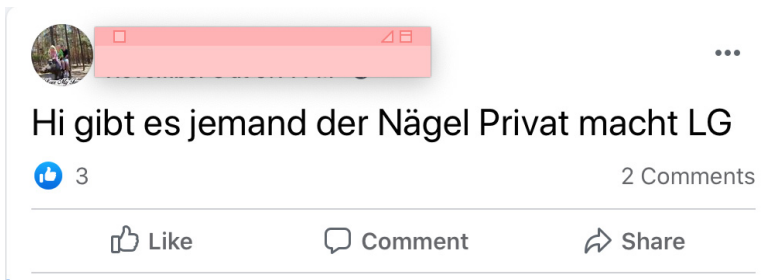 Hi gibt es jemand der Nägel Privat macht LG
3
2 Comments
Like
Comment
Share